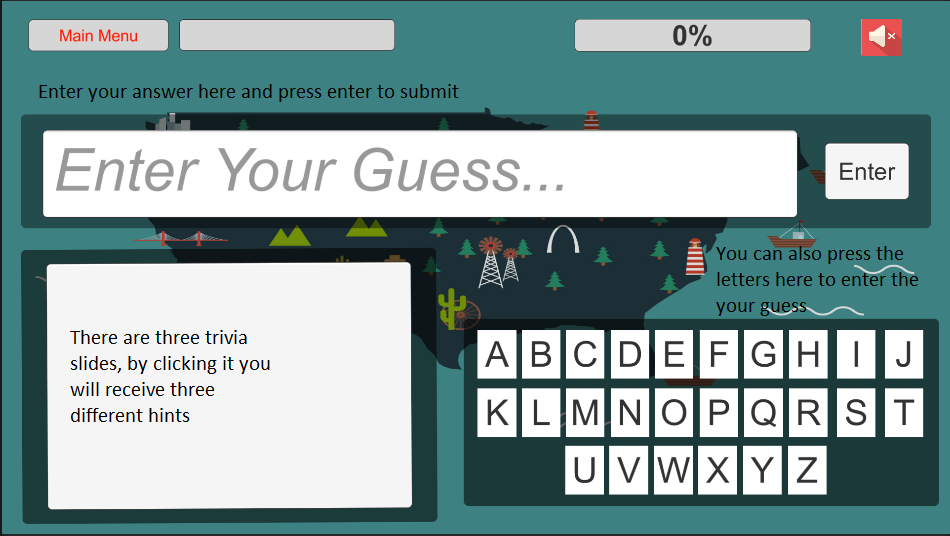 Main Menu
0%
Enter your answer here and press enter to submit
Enter Your Guess...
Enter
You can also press the
letters here to enter the
your guess
There are three trivia
slides, by clicking it you
will receive three
different hints
A B C D E F G H I J
K L M N O P Q R S T
U V W X Y Z